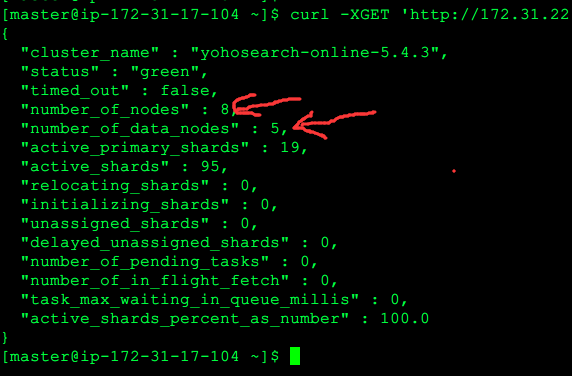 [master@ip-172-31-17-104 ~]$ curl -XGET 'http://172.31.22
{
"cluster_name" : "yohosearch-online-5.4.3",
"status" : "green",
"timed_out" : false,
"number_of_nodes" : 8,
"number_of_data_nodes" : 5,
"active_primary_shards" : 19,
"active_shards" : 95,
"relocating_shards" : 0,
"initializing_shards" : 0,
"unassigned_shards" : 0,
"delayed_unassigned_shards" : 0,
"number_of_pending_tasks" : 0,
"number_of_in_flight_fetch" : 0,
"task_max_waiting_in_queue_millis" : 0,
"active_shards_percent_as_number" : 100.0
}
[master@ip-172-31-17-104 ~]$